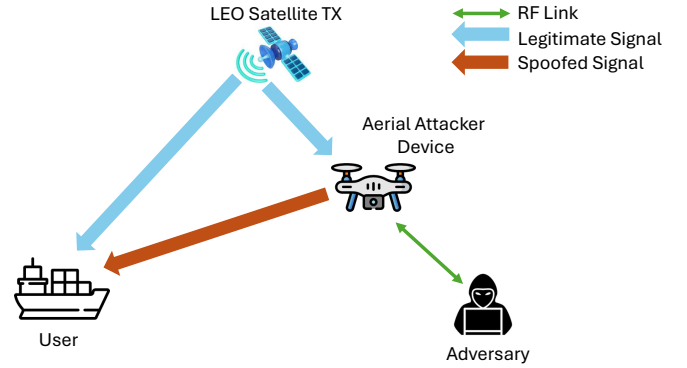 LEO Satellite TX
RF Link
Legitimate Signal
Spoofed Signal
Aerial Attacker
Device
User
Adversary